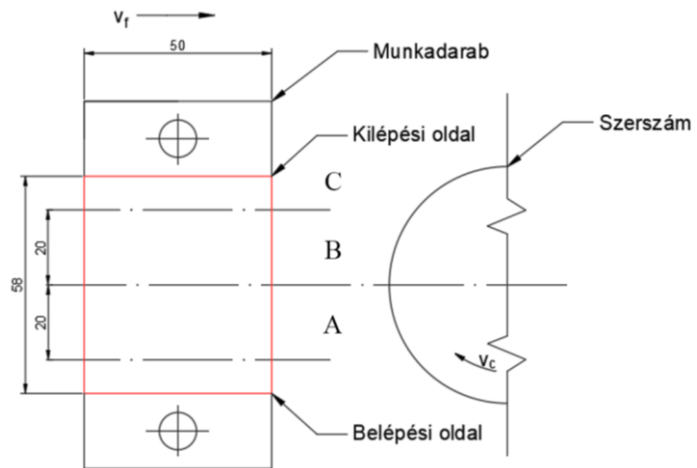 v_f
50
Munkadarab
Szerszám
Kilépési oldal
C
20
B
58
20
A
v_c
Belépési oldal